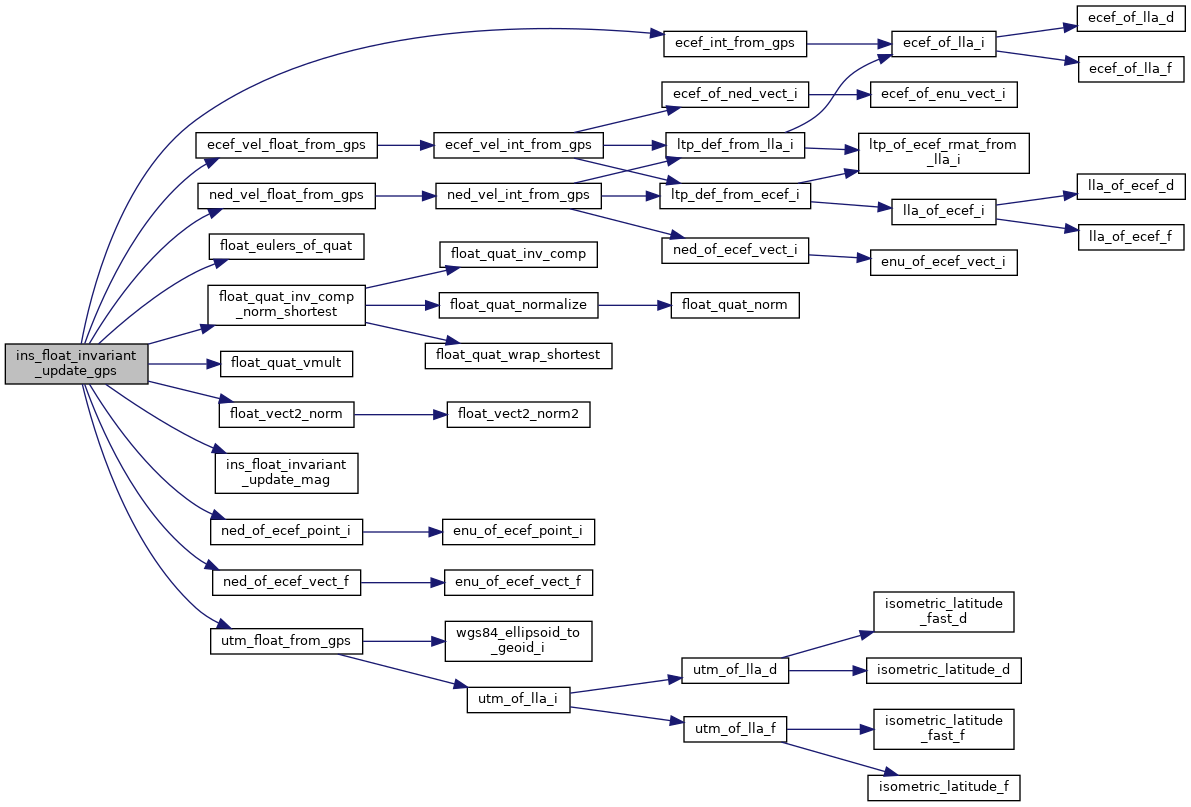 ins_float_invariant
_update_gps
ecef_int_from_gps
ecef_of_lla_i
ecef_of_lla_d
ecef_of_lla_f
ecef_vel_float_from_gps
ecef_vel_int_from_gps
ecef_of_ned_vect_i
ecef_of_enu_vect_i
ltp_def_from_lla_i
ltp_of_ecef_rmat_from
_lla_i
ned_vel_float_from_gps
ned_vel_int_from_gps
ltp_def_from_ecef_i
lla_of_ecef_i
lla_of_ecef_d
lla_of_ecef_f
ned_of_ecef_vect_i
enu_of_ecef_vect_i
float_eulers_of_quat
float_quat_inv_comp
_norm_shortest
float_quat_inv_comp
float_quat_normalize
float_quat_norm
float_quat_wrap_shortest
float_quat_vmult
float_vect2_norm
float_vect2_norm2
ins_float_invariant
_update_mag
ned_of_ecef_point_i
enu_of_ecef_point_i
ned_of_ecef_vect_f
enu_of_ecef_vect_f
utm_float_from_gps
wgs84_ellipsoid_to
_geoid_i
utm_of_lla_i
utm_of_lla_d
isometric_latitude
_fast_d
isometric_latitude_d
utm_of_lla_f
isometric_latitude
_fast_f
isometric_latitude_f